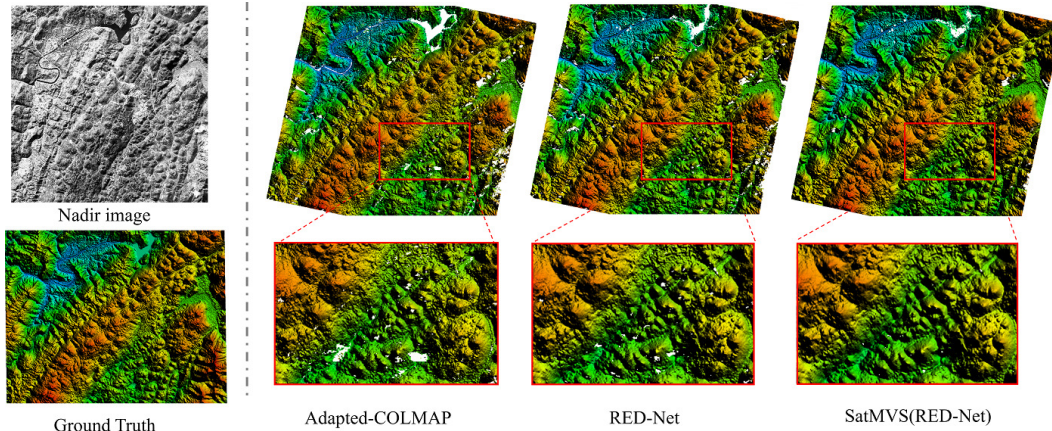 Nadir image
Ground Truth
Adapted-COLMAP
RED-Net
SatMVS(RED-Net)